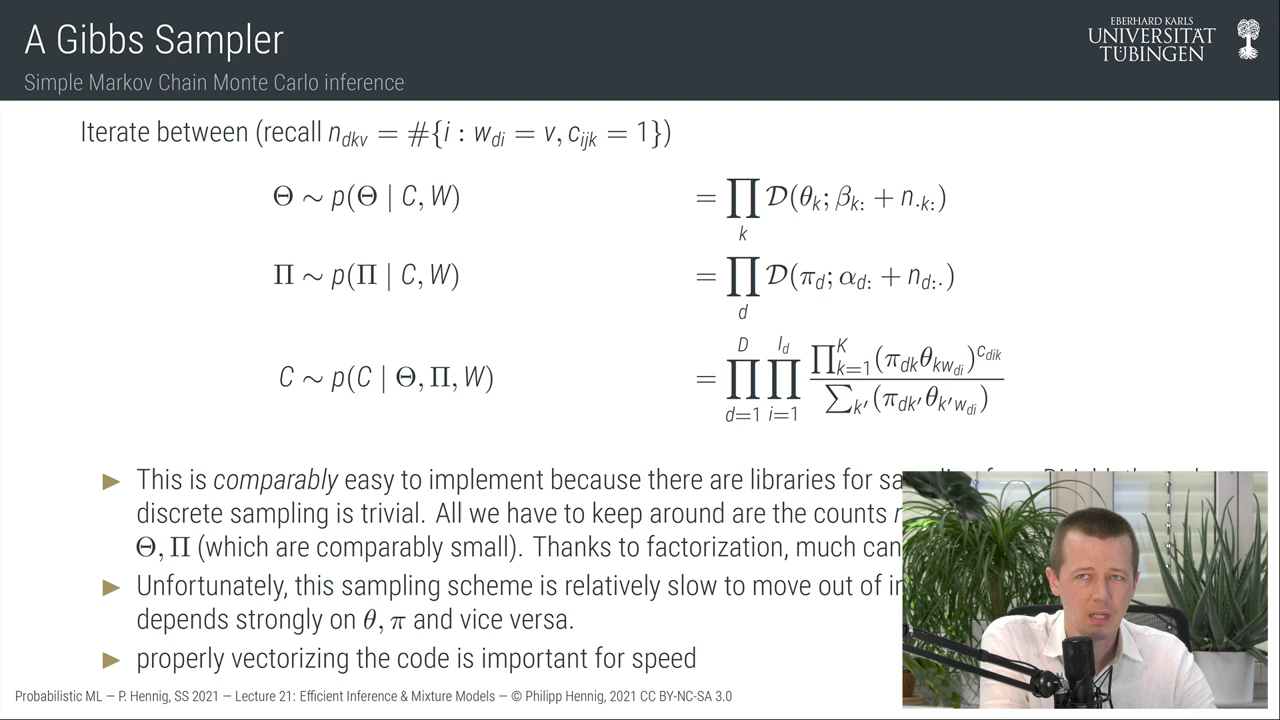 A Gibbs Sampler
EBERHARD KARLS
UNIVERSITÄT
TÜBINGEN
Simple Markov Chain Monte Carlo inference
Iterate between (recall n_{dkv} = #{i : w_{di} = v, c_{ijk} = 1})
Θ ∼ p(Θ | C, W) = ∏_k 𝒟(θ_k; β_{k:} + n_{·k:})
Π ∼ p(Π | C, W) = ∏_d 𝒟(π_d; α_{d:} + n_{d:·})
C ∼ p(C | Θ, Π, W) = ∏_{d=1}^{D} ∏_{i=1}^{I_d} \frac{∏_{k=1}^{K} (π_{dk} θ_{kw_{di}})^{c_{dik}}}{∑_{k'} (π_{dk'} θ_{k'w_{di}})}
▶ This is comparably easy to implement because there are libraries for
discrete sampling is trivial. All we have to keep around are the counts
Θ, Π (which are comparably small). Thanks to factorization, much can
▶ Unfortunately, this sampling scheme is relatively slow to move out of
depends strongly on θ, π and vice versa.
▶ properly vectorizing the code is important for speed
Probabilistic ML — P. Hennig, SS 2021 — Lecture 21: Efficient Inference & Mixture Models — © Philipp Hennig, 2021 CC BY-NC-SA 3.0